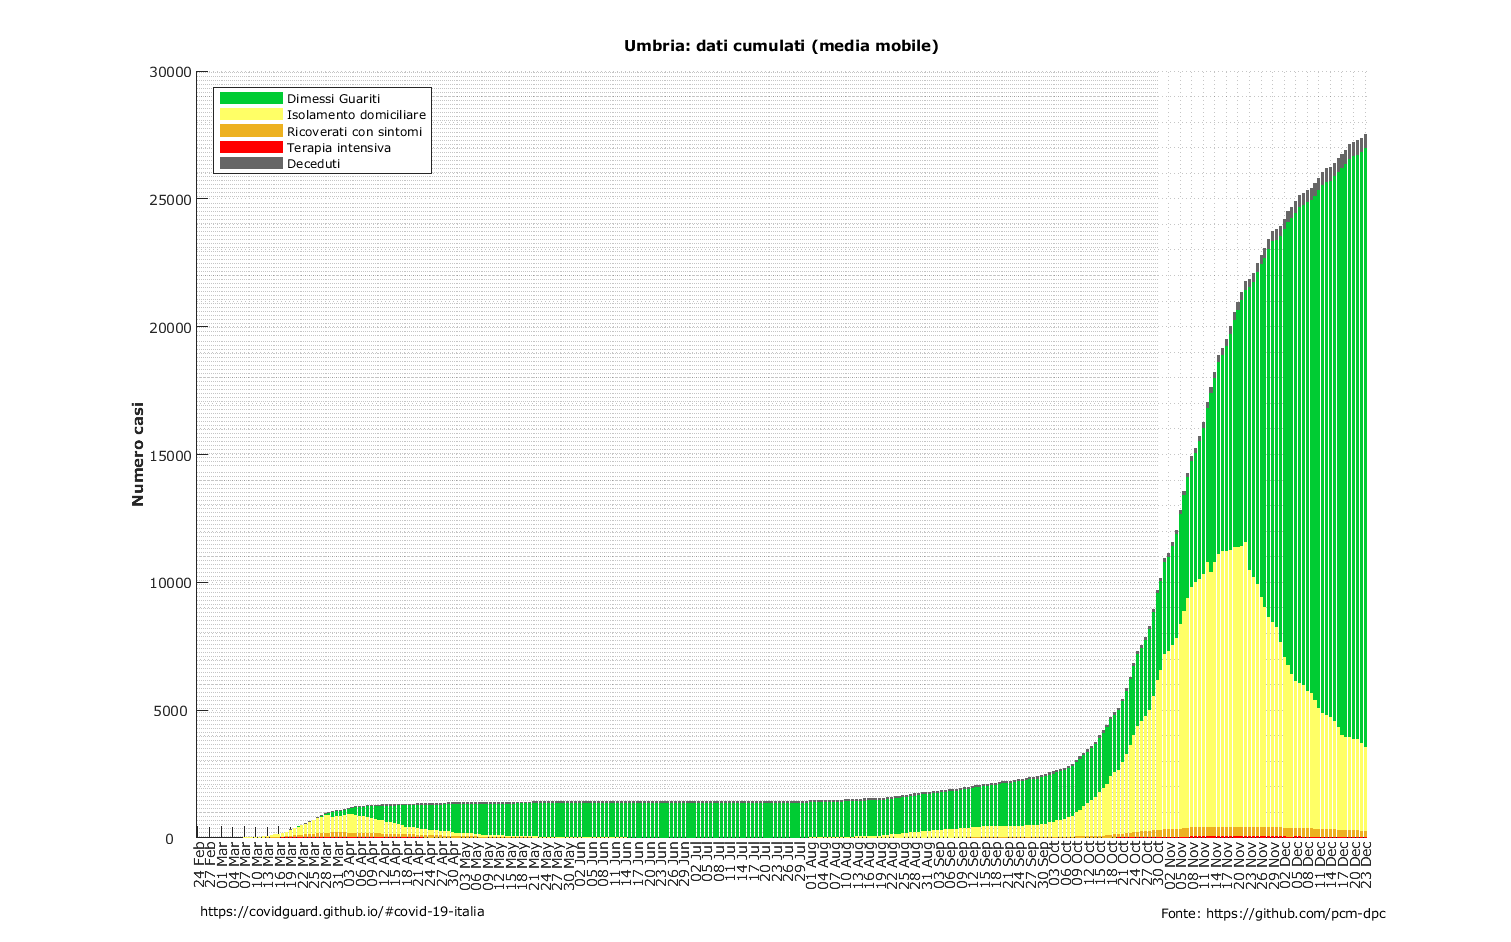 Umbria: dati cumulati (media mobile)
30000
25000
20000
15000
10000
5000
0
Numero casi
Dimessi Guariti
Isolamento domiciliare
Ricoverati con sintomi
Terapia intensiva
Deceduti
24 Feb
27 Feb
01 Mar
04 Mar
07 Mar
10 Mar
13 Mar
16 Mar
19 Mar
22 Mar
25 Mar
28 Mar
31 Mar
03 Apr
06 Apr
09 Apr
12 Apr
15 Apr
18 Apr
21 Apr
24 Apr
27 Apr
30 Apr
03 May
06 May
09 May
12 May
15 May
18 May
21 May
24 May
27 May
30 May
02 Jun
05 Jun
08 Jun
11 Jun
14 Jun
17 Jun
20 Jun
23 Jun
26 Jun
29 Jun
02 Jul
05 Jul
08 Jul
11 Jul
14 Jul
17 Jul
20 Jul
23 Jul
26 Jul
29 Jul
01 Aug
04 Aug
07 Aug
10 Aug
13 Aug
16 Aug
19 Aug
22 Aug
25 Aug
28 Aug
31 Aug
03 Sep
06 Sep
09 Sep
12 Sep
15 Sep
18 Sep
21 Sep
24 Sep
27 Sep
30 Sep
03 Oct
06 Oct
09 Oct
12 Oct
15 Oct
18 Oct
21 Oct
24 Oct
27 Oct
30 Oct
02 Nov
05 Nov
08 Nov
11 Nov
14 Nov
17 Nov
20 Nov
23 Nov
26 Nov
29 Nov
02 Dec
05 Dec
08 Dec
11 Dec
14 Dec
17 Dec
20 Dec
23 Dec
https://covidguard.github.io/#covid-19-italia
Fonte: https://github.com/pcm-dpc